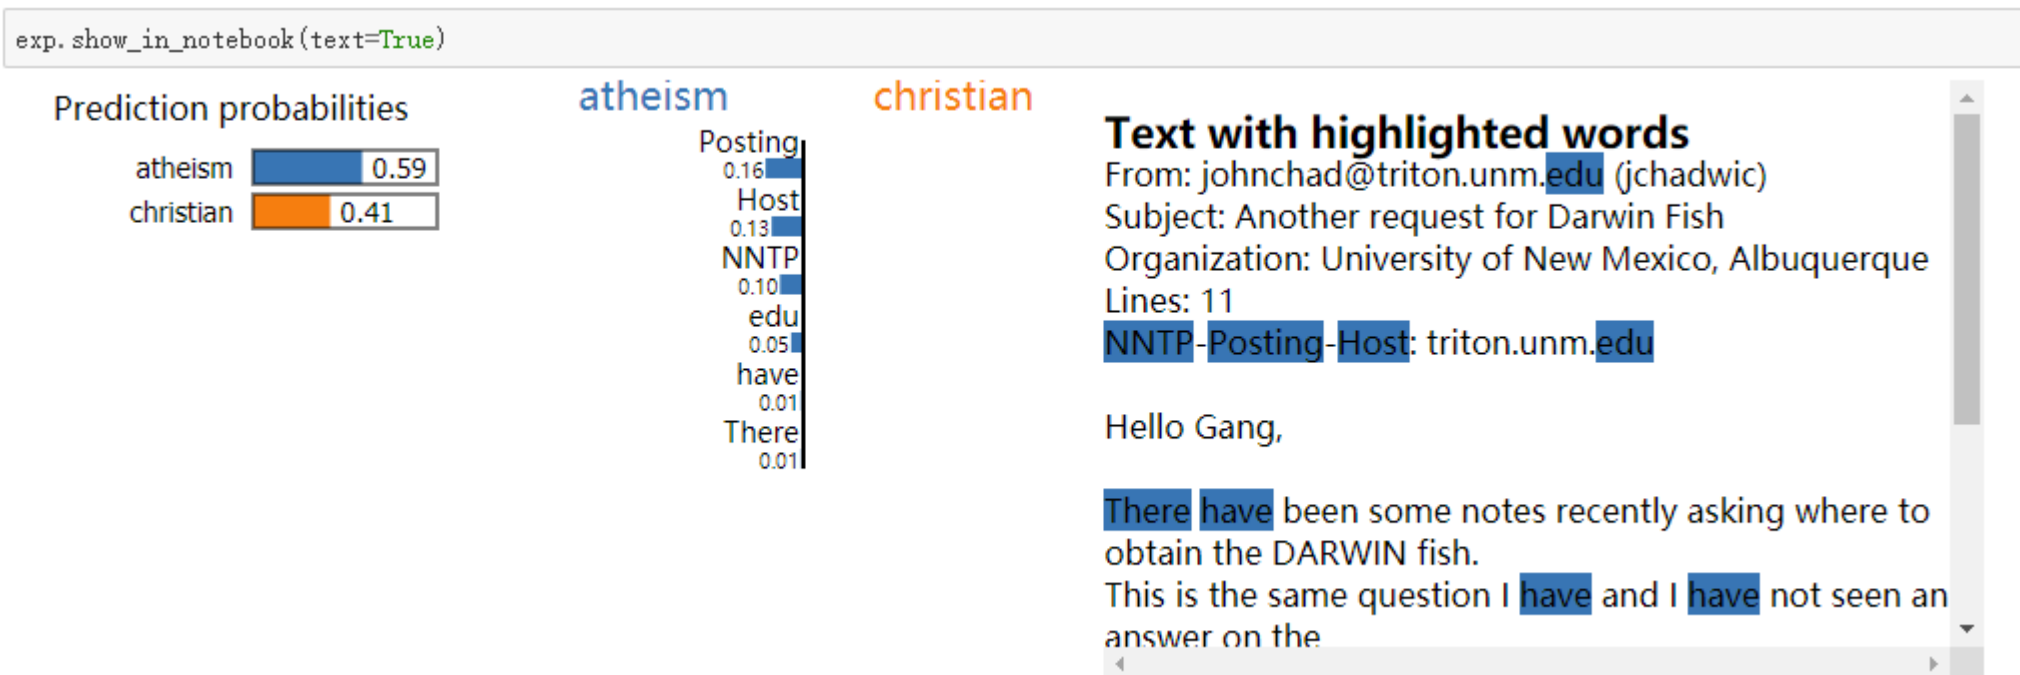 exp.show_in_notebook(text=True)
Prediction probabilities
atheism 0.59
christian 0.41
atheism christian
Posting
0.16
Host
0.13
NNTP
0.10
edu
0.05
have
0.01
There
0.01
Text with highlighted words
From: johnchad@triton.unm.edu (jchadwic)
Subject: Another request for Darwin Fish
Organization: University of New Mexico, Albuquerque
Lines: 11
NNTP-Posting-Host: triton.unm.edu
Hello Gang,
There have been some notes recently asking where to
obtain the DARWIN fish.
This is the same question I have and I have not seen an
answer on the